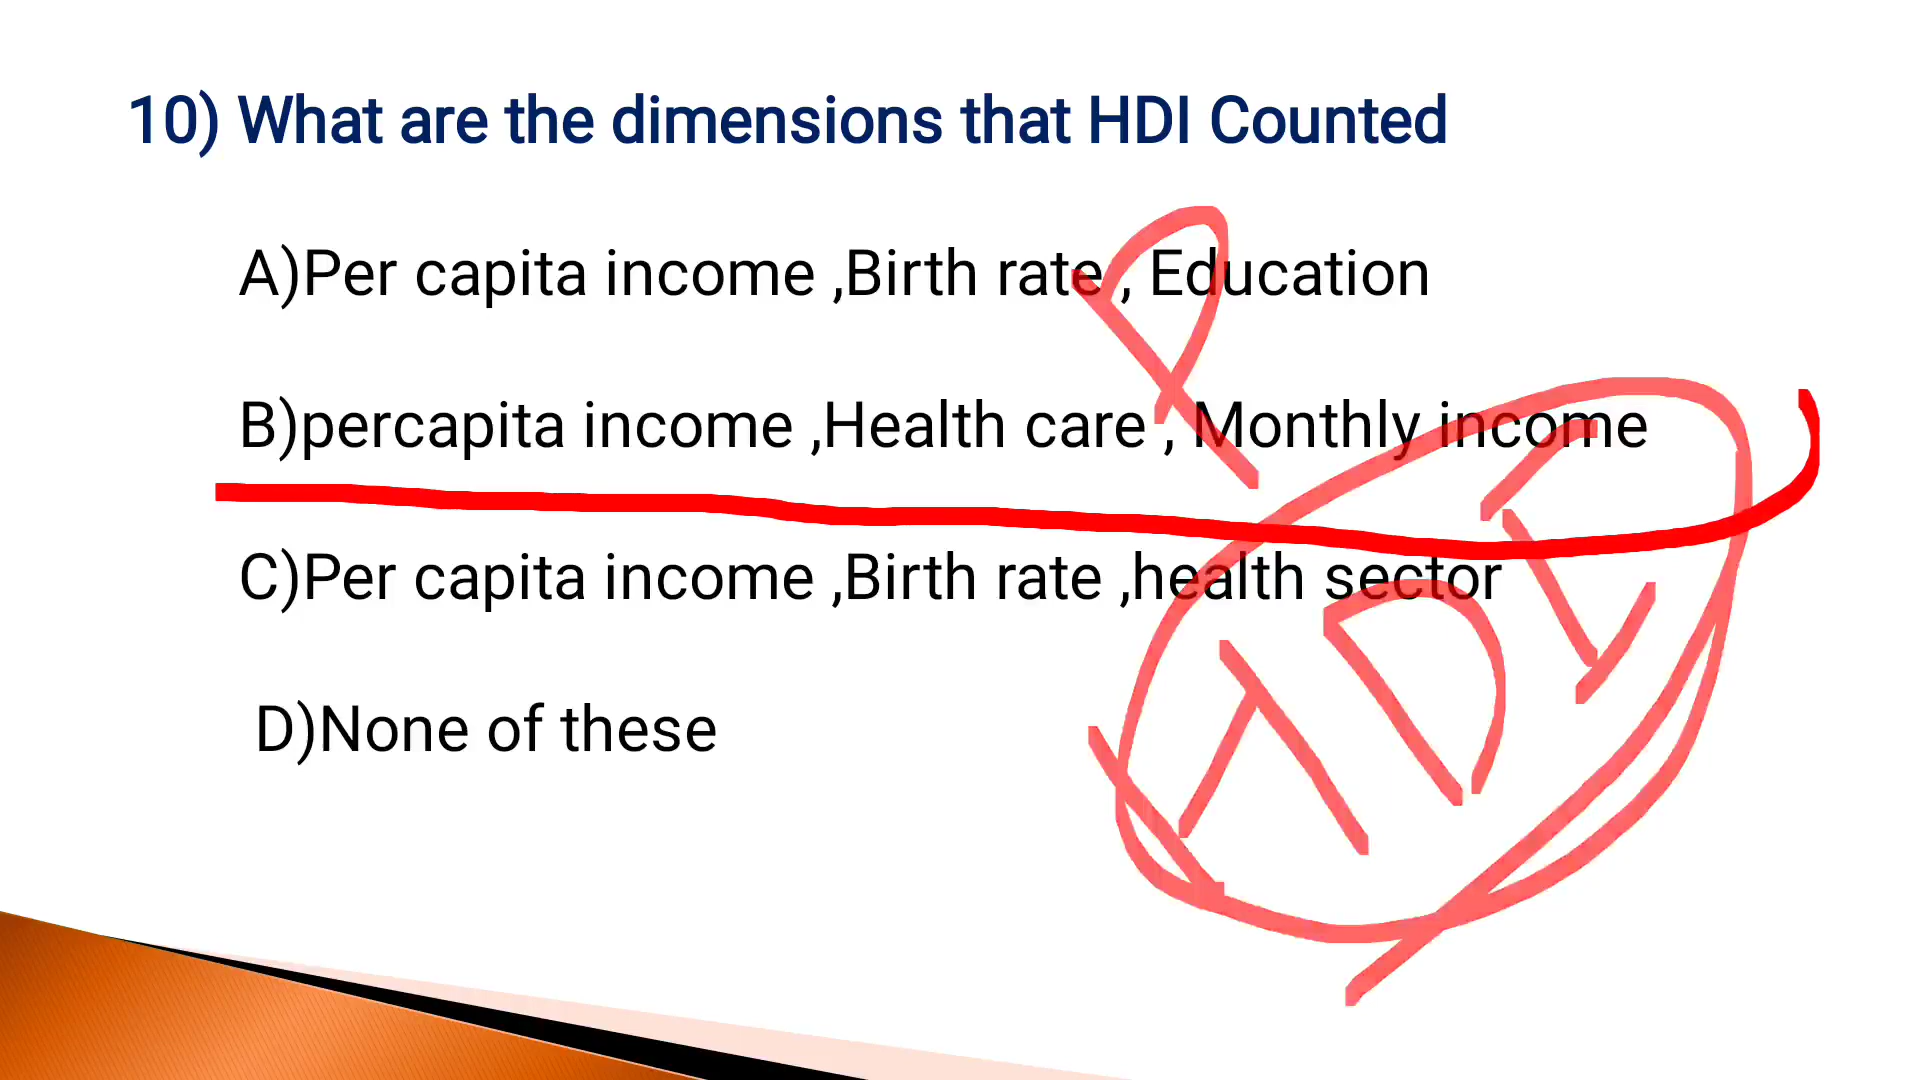 10) What are the dimensions that HDI Counted
A)Per capita income ,Birth rate , Education
B)percapita income ,Health care , Monthly income
C)Per capita income ,Birth rate ,health sector
D)None of these